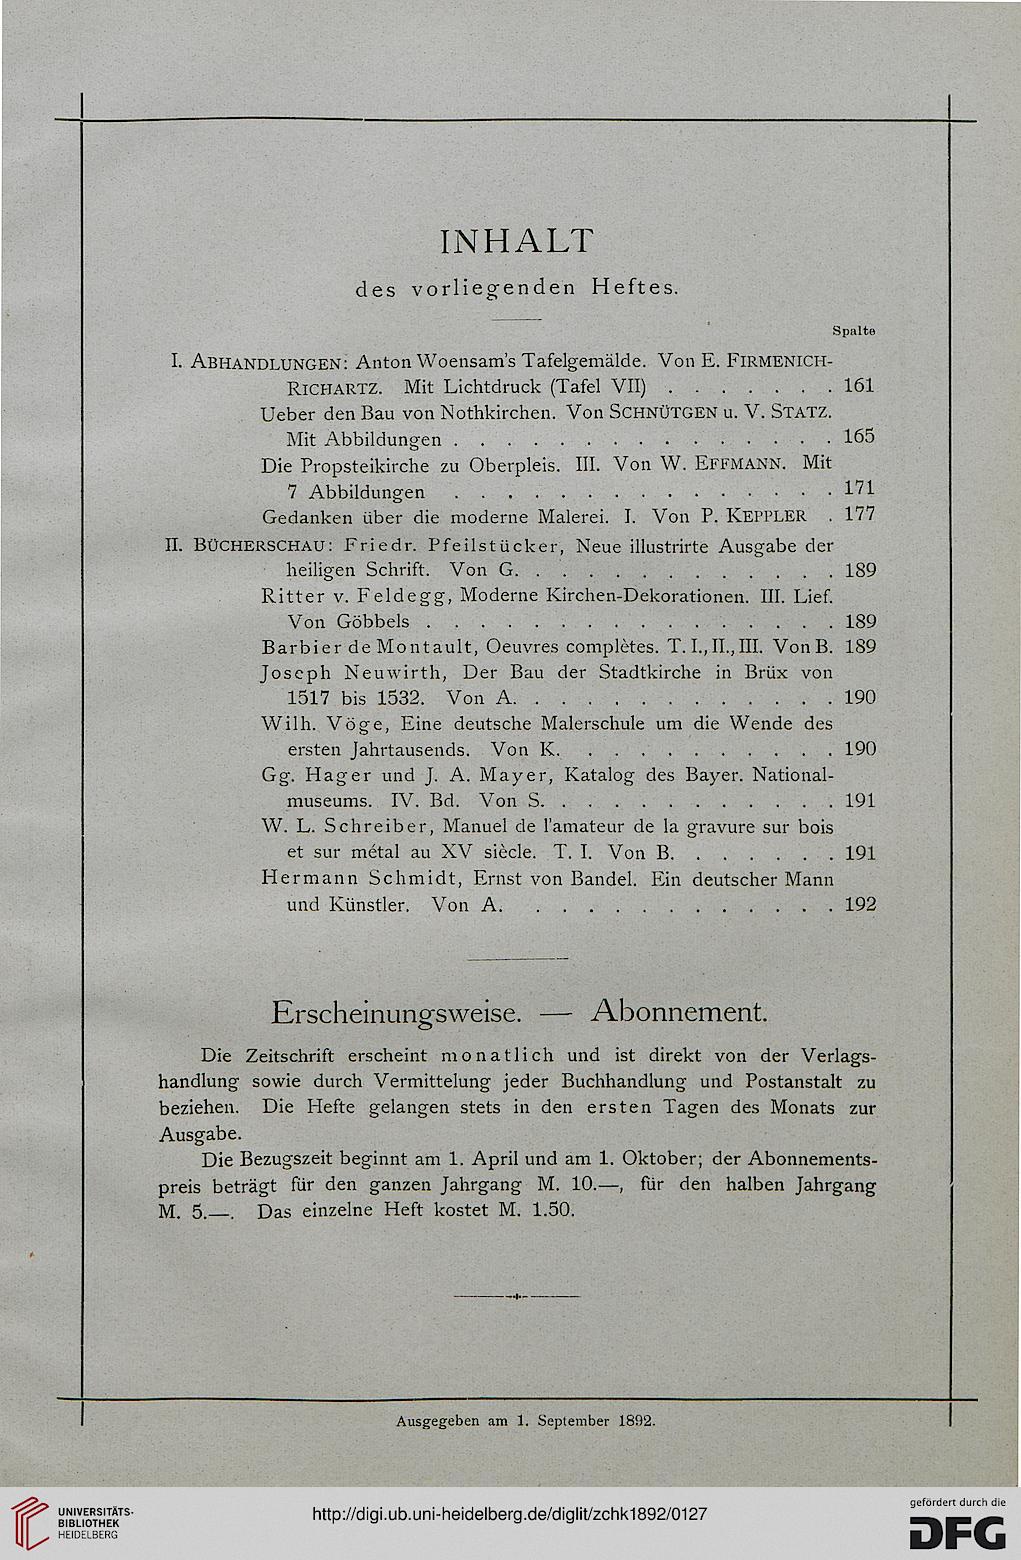 INHALT
des vorliegenden Heftes.
Spalte
I. ABHANDLUNGEN: Anton Woensam's Tafelgemälde. Von E. FIRMENICH-
RICHARTZ. Mit Lichtdruck (Tafel VII) . . . . . . . 161
Ueber den Bau von Nothkirchen. Von SCHNÜTGEN u. V. STATZ.
Mit Abbildungen . . . . . . . . . . . . . . . 165
Die Propsteikirche zu Oberpleis. III. Von W. EFFMANN. Mit
7 Abbildungen . . . . . . . . . . . . . . . 171
Gedanken über die moderne Malerei. I. Von P. KEPPLER . 177
II. BÜCHERSCHAU: Friedr. Pfeilstücker, Neue illustrirte Ausgabe der
heiligen Schrift. Von G. . . . . . . . . . . . . 189
Ritter v. Feldegg, Moderne Kirchen-Dekorationen. III. Lief.
Von Göbbels . . . . . . . . . . . . . . . . 189
Barbier de Montault, Oeuvres complètes. T. I., II., III. Von B. 189
Joseph Neuwirth, Der Bau der Stadtkirche in Brüx von
1517 bis 1532. Von A. . . . . . . . . . . . . 190
Wilh. Vöge, Eine deutsche Malerschule um die Wende des
ersten Jahrtausends. Von K. . . . . . . . . . . 190
Gg. Hager und J. A. Mayer, Katalog des Bayer. National-
museums. IV. Bd. Von S. . . . . . . . . . . . 191
W. L. Schreiber, Manuel de l'amateur de la gravure sur bois
et sur métal au XV siècle. T. I. Von B. . . . . . . 191
Hermann Schmidt, Ernst von Bandel. Ein deutscher Mann
und Künstler. Von A. . . . . . . . . . . . . 192
Erscheinungsweise. — Abonnement.
Die Zeitschrift erscheint monatlich und ist direkt von der Verlags-
handlung sowie durch Vermittelung jeder Buchhandlung und Postanstalt zu
beziehen. Die Hefte gelangen stets in den ersten Tagen des Monats zur
Ausgabe.
Die Bezugszeit beginnt am 1. April und am 1. Oktober; der Abonnements-
preis beträgt für den ganzen Jahrgang M. 10.—, für den halben Jahrgang
M. 5.—. Das einzelne Heft kostet M. 1.50.
Ausgegeben am 1. September 1892.
UNIVERSITÄTS-
BIBLIOTHEK
HEIDELBERG
http://digi.ub.uni-heidelberg.de/diglit/zchk1892/0127
gefördert durch die
DFG